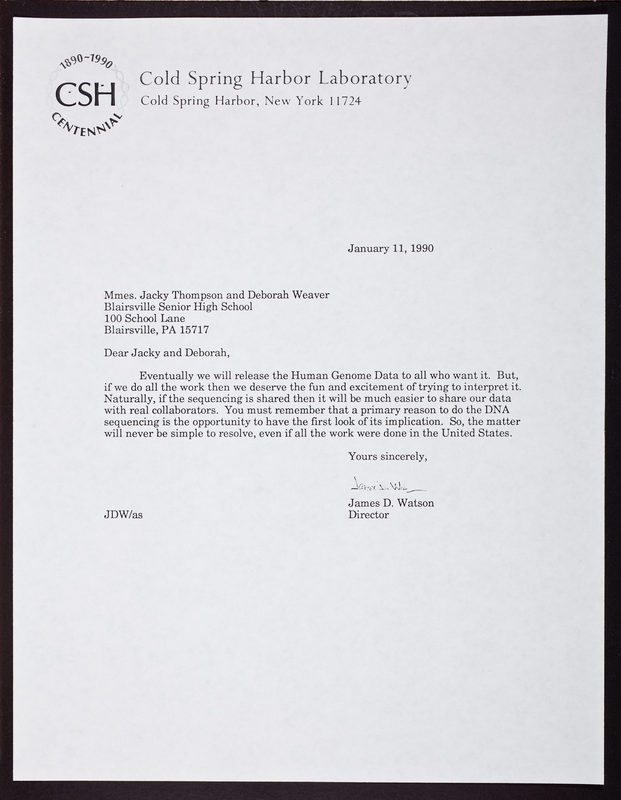 1890-1990
CSH
CENTENNIAL
Cold Spring Harbor Laboratory
Cold Spring Harbor, New York 11724
January 11, 1990
Mmes. Jacky Thompson and Deborah Weaver
Blairsville Senior High School
100 School Lane
Blairsville, PA 15717
Dear Jacky and Deborah,
Eventually we will release the Human Genome Data to all who want it. But,
if we do all the work then we deserve the fun and excitement of trying to interpret it.
Naturally, if the sequencing is shared then it will be much easier to share our data
with real collaborators. You must remember that a primary reason to do the DNA
sequencing is the opportunity to have the first look of its implication. So, the matter
will never be simple to resolve, even if all the work were done in the United States.
Yours sincerely,
James D. Watson
JDW/as Director